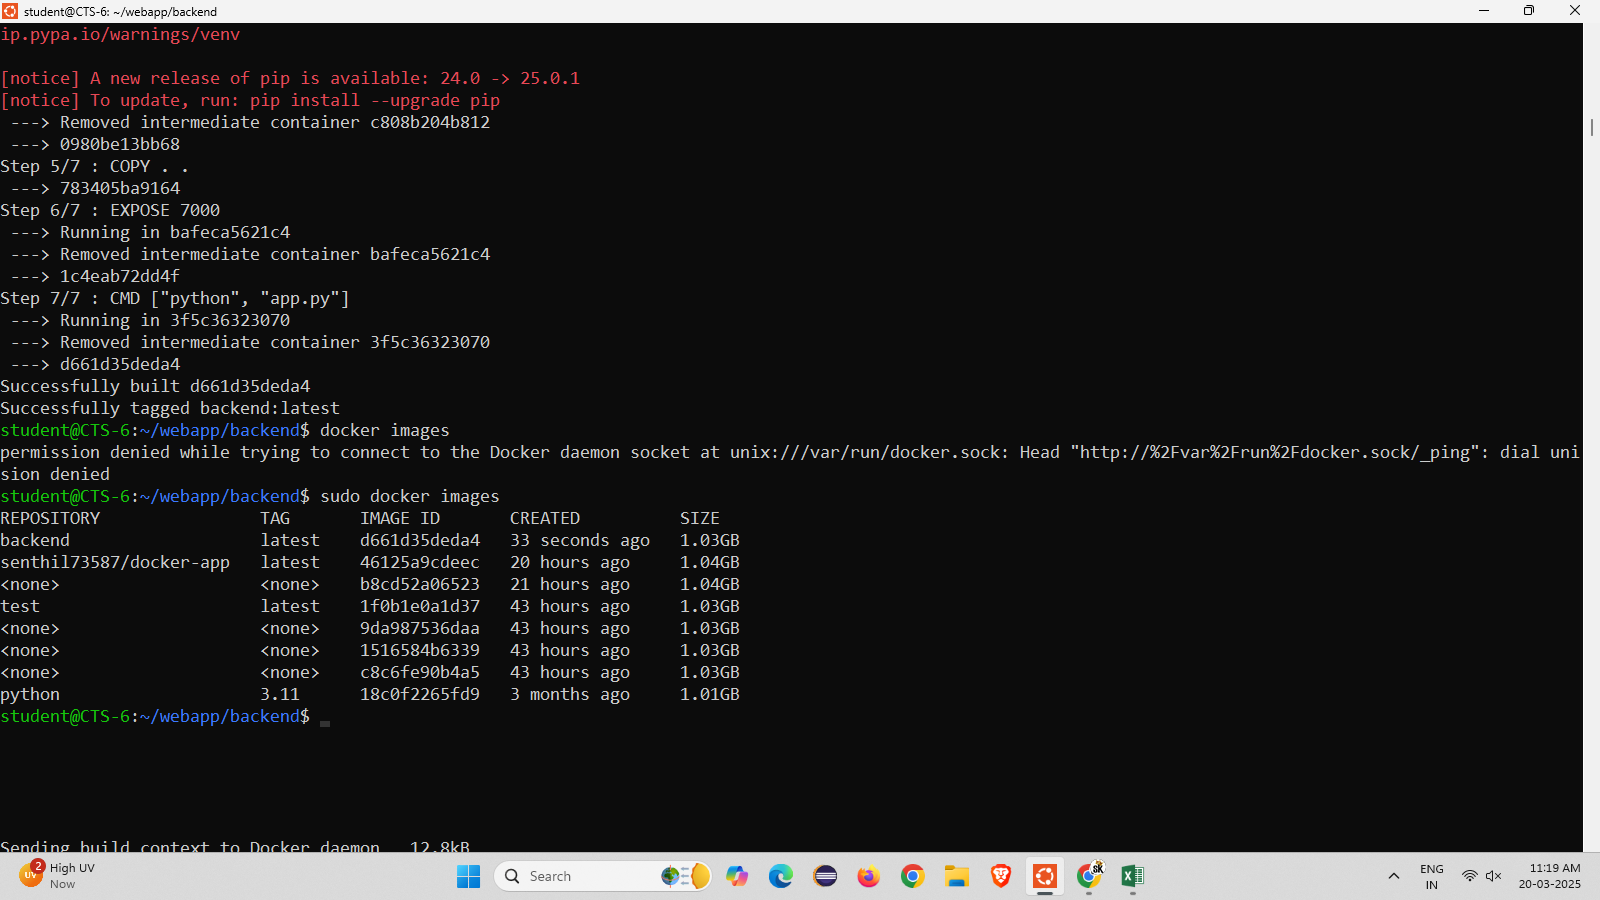 student@CTS-6: ~/webapp/backend
ip.pypa.io/warnings/venv
[notice] A new release of pip is available: 24.0 -> 25.0.1
[notice] To update, run: pip install --upgrade pip
 ---> Removed intermediate container c808b204b812
 ---> 0980be13bb68
Step 5/7 : COPY . .
 ---> 783405ba9164
Step 6/7 : EXPOSE 7000
 ---> Running in bafeca5621c4
 ---> Removed intermediate container bafeca5621c4
 ---> 1c4eab72dd4f
Step 7/7 : CMD ["python", "app.py"]
 ---> Running in 3f5c36323070
 ---> Removed intermediate container 3f5c36323070
 ---> d661d35deda4
Successfully built d661d35deda4
Successfully tagged backend:latest
student@CTS-6:~/webapp/backend$ docker images
permission denied while trying to connect to the Docker daemon socket at unix:///var/run/docker.sock: Head "http://%2Fvar%2Frun%2Fdocker.sock/_ping": dial uni
sion denied
student@CTS-6:~/webapp/backend$ sudo docker images
REPOSITORY                TAG       IMAGE ID       CREATED          SIZE
backend                   latest    d661d35deda4   33 seconds ago   1.03GB
senthil73587/docker-app   latest    46125a9cdeec   20 hours ago     1.04GB
<none>                    <none>    b8cd52a06523   21 hours ago     1.04GB
test                      latest    1f0b1e0a1d37   43 hours ago     1.03GB
<none>                    <none>    9da987536daa   43 hours ago     1.03GB
<none>                    <none>    1516584b6339   43 hours ago     1.03GB
<none>                    <none>    c8c6fe90b4a5   43 hours ago     1.03GB
python                    3.11      18c0f2265fd9   3 months ago     1.01GB
student@CTS-6:~/webapp/backend$
Sending build context to Docker daemon   12.8kB
UV 2 High UV
Now
Search
SK
ENG
IN
11:19 AM
20-03-2025